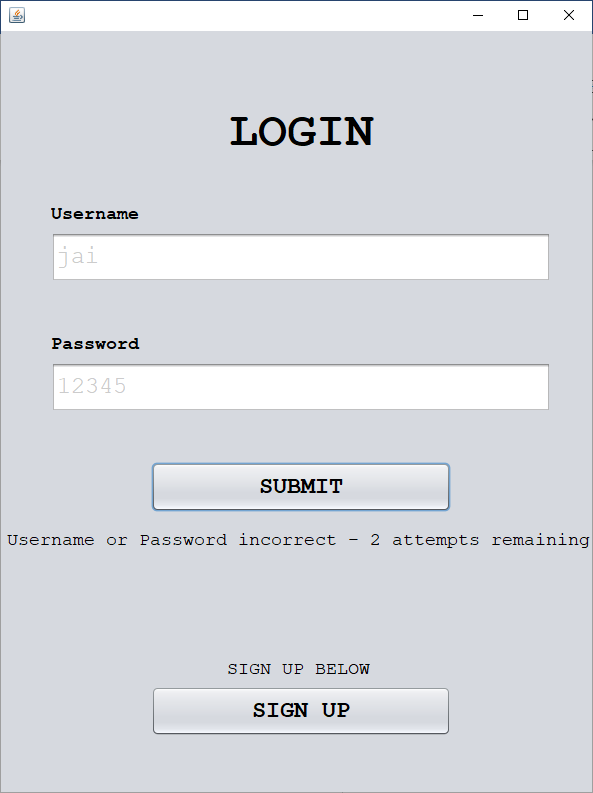 LOGIN
Username
jai
Password
12345
SUBMIT
Username or Password incorrect - 2 attempts remaining
SIGN UP BELOW
SIGN UP